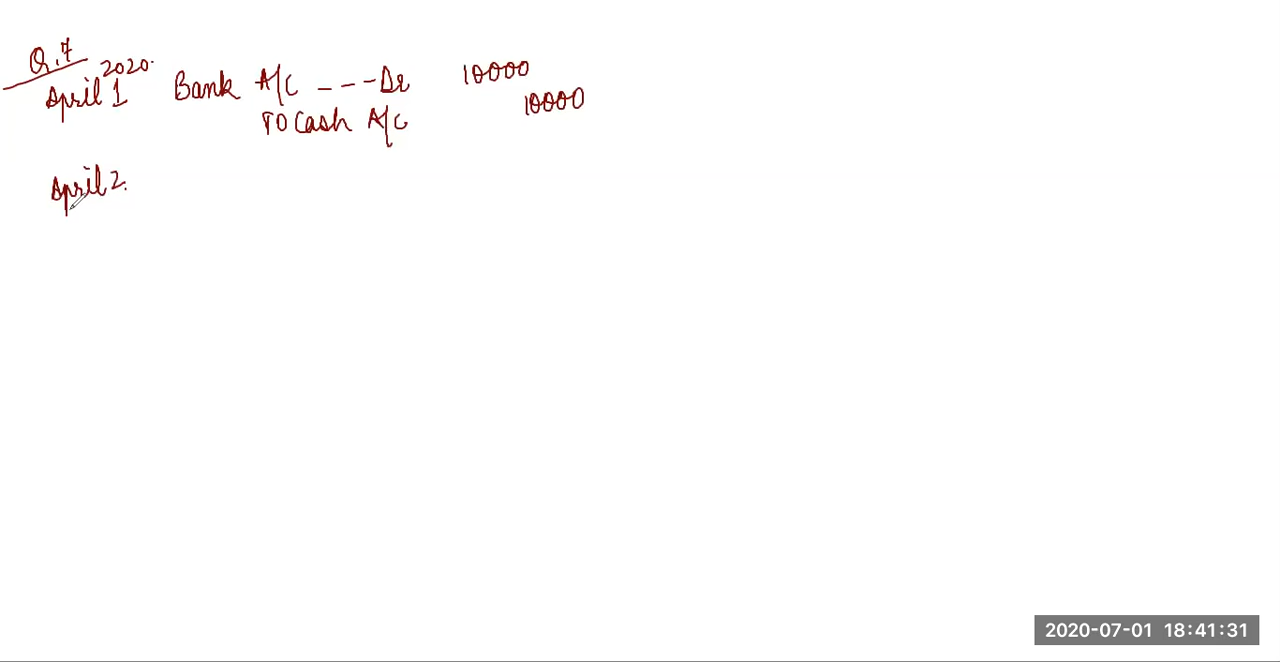 Q.7
2020.
April 1 Bank A/C - - - Dr 10000
To Cash A/C 10000
April 2.
2020-07-01 18:41:31